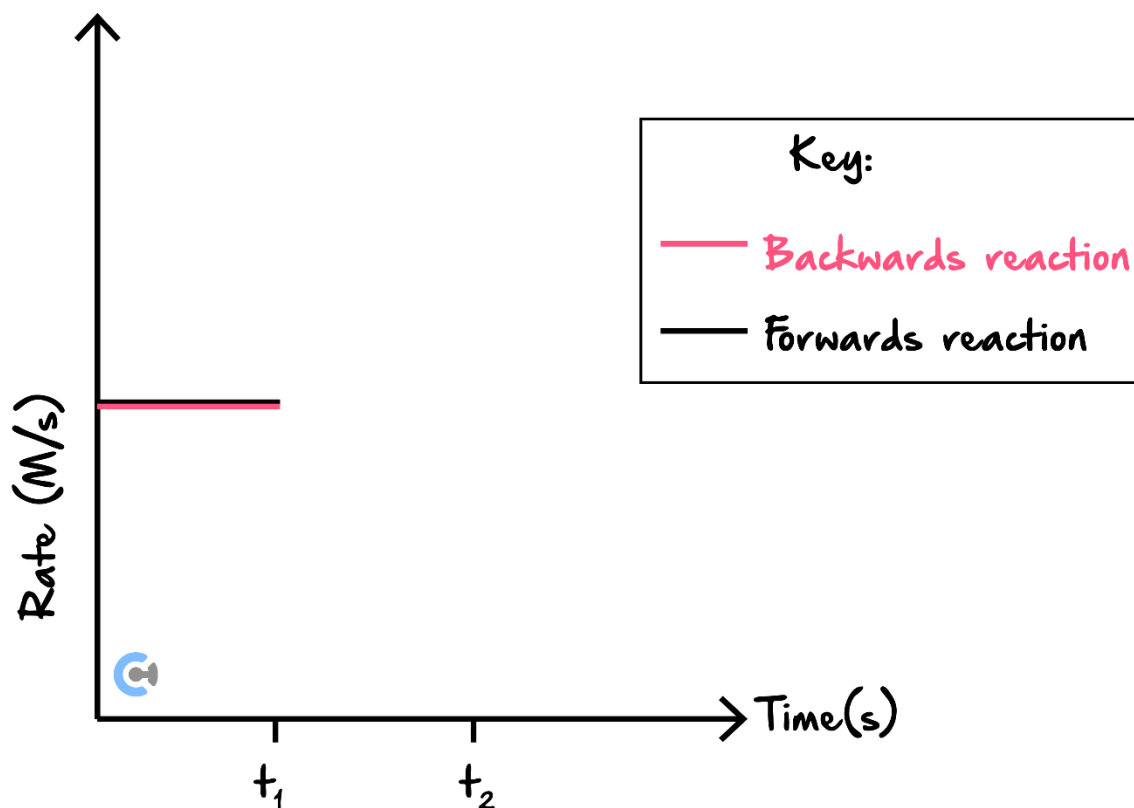 Key:
Backwards reaction
Forwards reaction
Rate (M/s)
Time(s)
t₁
t₂